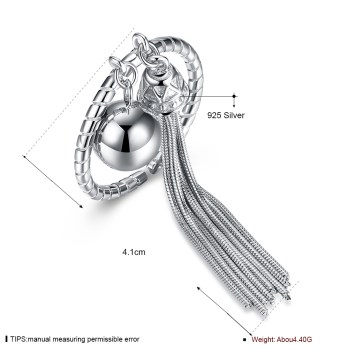 925 Silver
4.1cm
TIPS:manual measuring permissible error
Weight: Abou4.40G